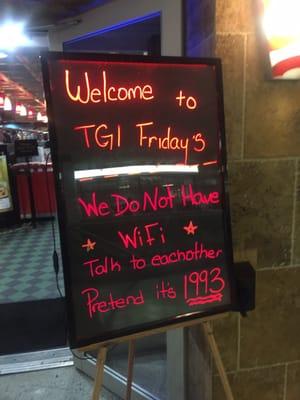 Welcome to
TGI Friday's
We Do Not Have
WiFi
Talk to eachother
Pretend it's 1993